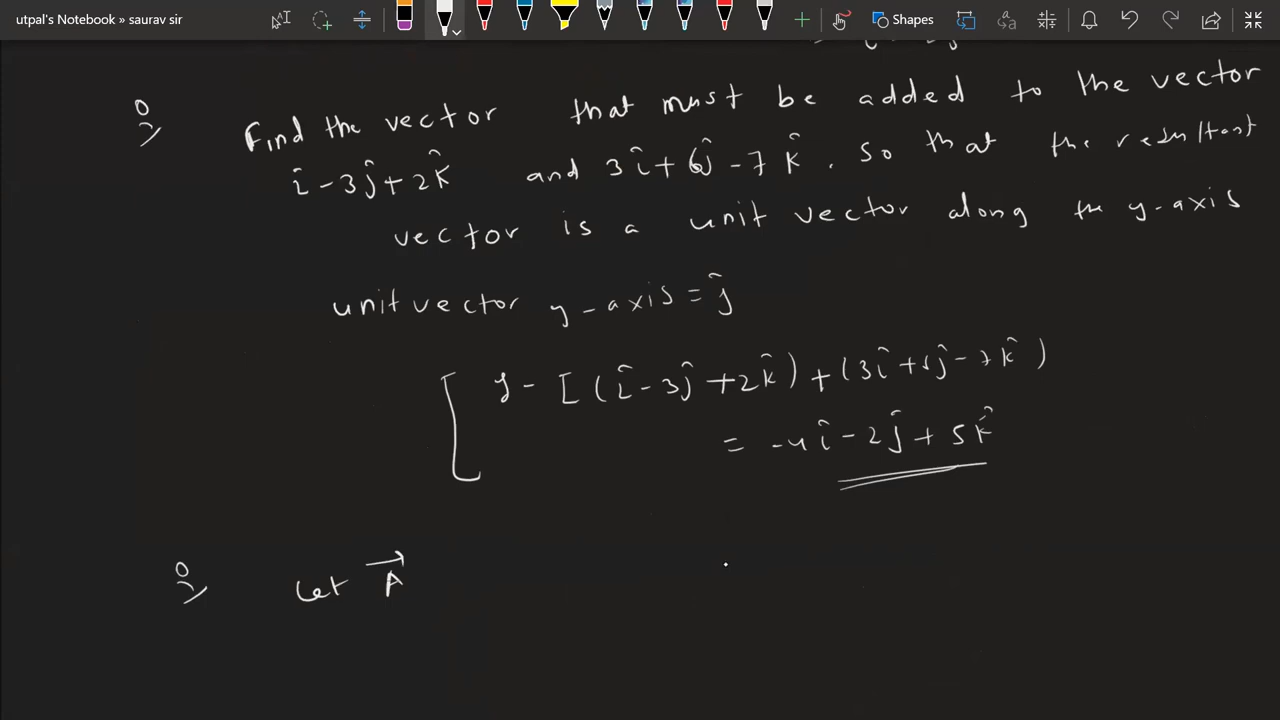 utpal's Notebook » saurav sir
Shapes
Q Find the vector that must be added to the vector
î - 3ĵ + 2k̂ and 3î + 6ĵ - 7k̂. So that the resultant
vector is a unit vector along the y-axis
unit vector y-axis = ĵ
- [(î - 3ĵ + 2k̂) + (3î + ĵ - 7k̂)
= -4î - 2ĵ + 5k̂
Q Let A⃗